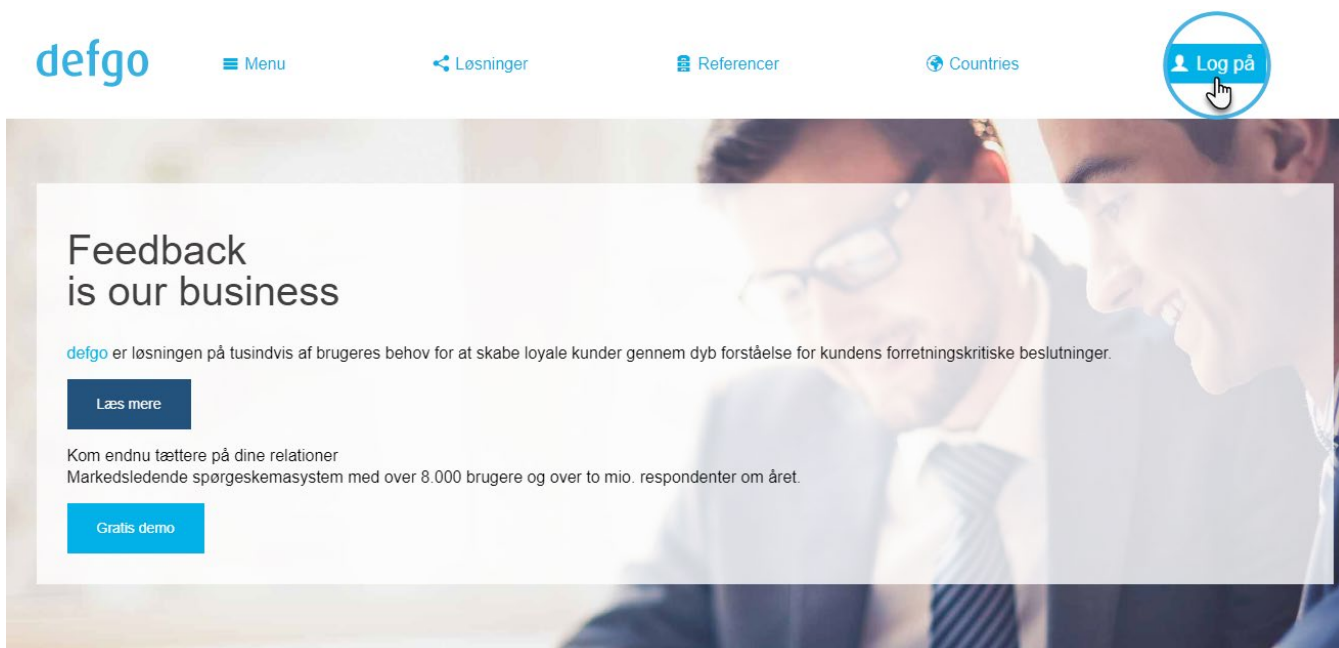 defgo
Menu
Løsninger
Referencer
Countries
Log på
Feedback
is our business
defgo er løsningen på tusindvis af brugeres behov for at skabe loyale kunder gennem dyb forståelse for kundens forretningskritiske beslutninger.
Læs mere
Kom endnu tættere på dine relationer
Markedsledende spørgeskemasystem med over 8.000 brugere og over to mio. respondenter om året.
Gratis demo